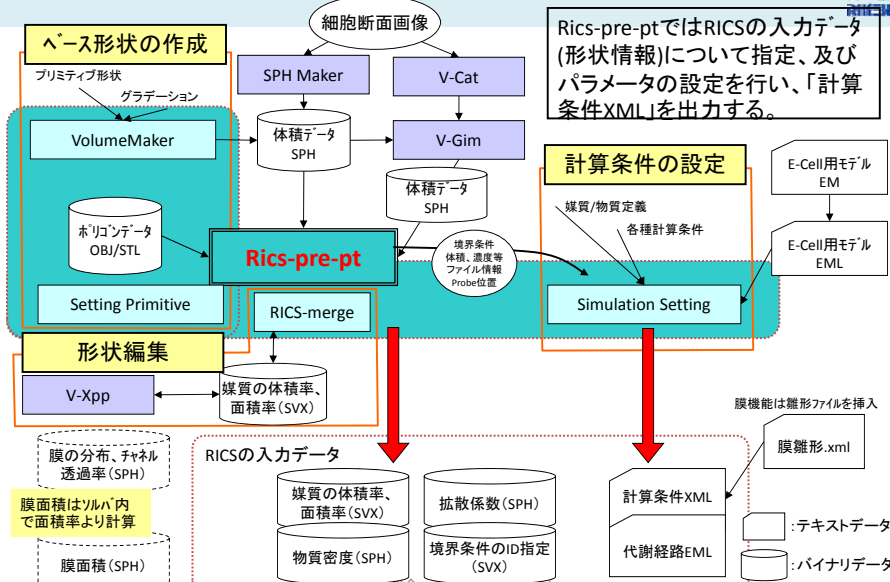 Rics-pre-ptではRICSの入力データ
(形状情報)について指定、及び
パラメータの設定を行い、「計算
条件XML」を出力する。
細胞断面画像
ベース形状の作成
プリミティブ形状
グラデーション
SPH Maker
V-Cat
VolumeMaker
体積ﾃﾞｰﾀ
SPH
V-Gim
体積ﾃﾞｰﾀ
SPH
計算条件の設定
媒質/物質定義
各種計算条件
E-Cell用モデル
EM
E-Cell用モデル
EML
ﾎﾟﾘｺﾞﾝデータ
OBJ/STL
Rics-pre-pt
境界条件
体積、濃度等
ファイル情報
Probe位置
Setting Primitive
RICS-merge
Simulation Setting
形状編集
V-Xpp
媒質の体積率、
面積率(SVX)
膜機能は雛形ファイルを挿入
膜雛形.xml
膜の分布、ﾁｬﾈﾙ
透過率(SPH)
膜面積はｿﾙﾊﾞ内
で面積率より計算
膜面積(SPH)
RICSの入力データ
媒質の体積率、
面積率(SVX)
拡散係数(SPH)
物質密度(SPH)
境界条件のID指定
(SVX)
計算条件XML
代謝経路EML
:テキストデータ
:バイナリデータ